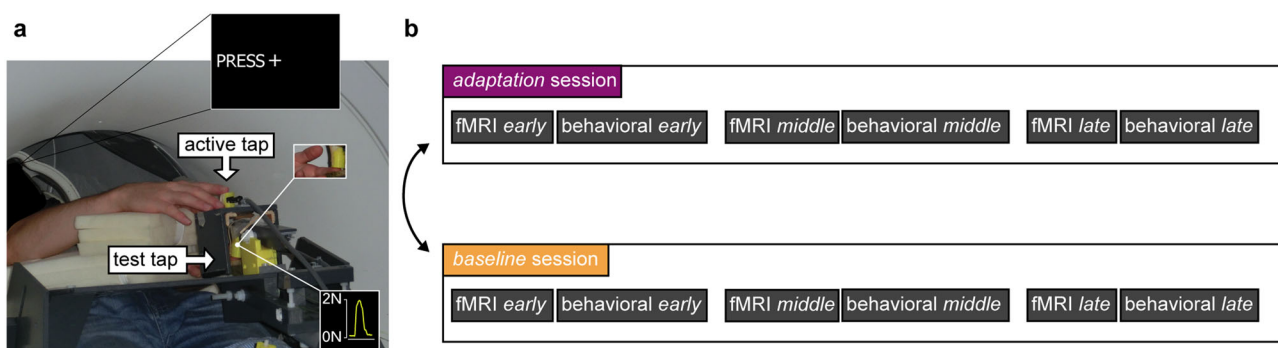 a
PRESS +
active tap
test tap
2N
0N
b
adaptation session
fMRI early behavioral early fMRI middle behavioral middle fMRI late behavioral late
baseline session
fMRI early behavioral early fMRI middle behavioral middle fMRI late behavioral late